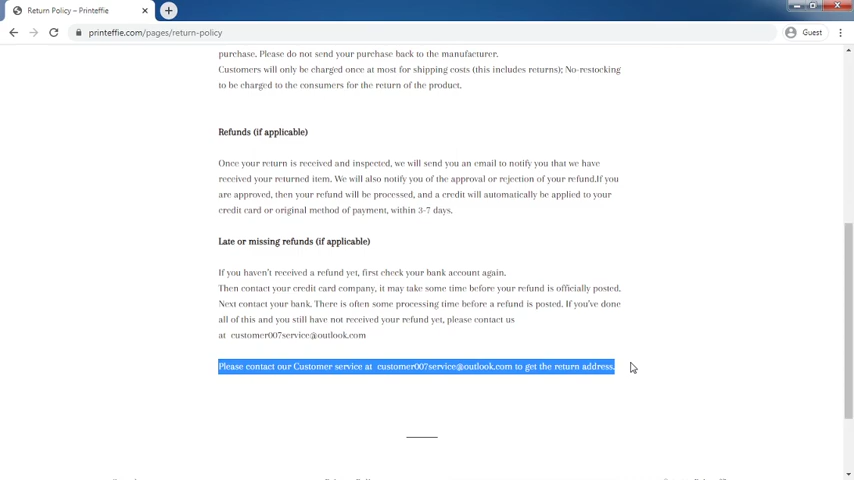 Return Policy – Printeffie
printeffie.com/pages/return-policy
Guest
purchase. Please do not send your purchase back to the manufacturer.
Customers will only be charged once at most for shipping costs (this includes returns); No-restocking
to be charged to the consumers for the return of the product.
Refunds (if applicable)
Once your return is received and inspected, we will send you an email to notify you that we have
received your returned item. We will also notify you of the approval or rejection of your refund.If you
are approved, then your refund will be processed, and a credit will automatically be applied to your
credit card or original method of payment, within 3-7 days.
Late or missing refunds (if applicable)
If you haven't received a refund yet, first check your bank account again.
Then contact your credit card company, it may take some time before your refund is officially posted.
Next contact your bank. There is often some processing time before a refund is posted. If you've done
all of this and you still have not received your refund yet, please contact us
at customer007service@outlook.com
Please contact our Customer service at customer007service@outlook.com to get the return address.